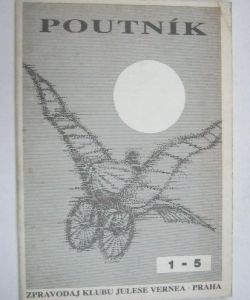 POUTNÍK
1 - 5
ZPRAVODAJ KLUBU JULESE VERNEA · PRAHA